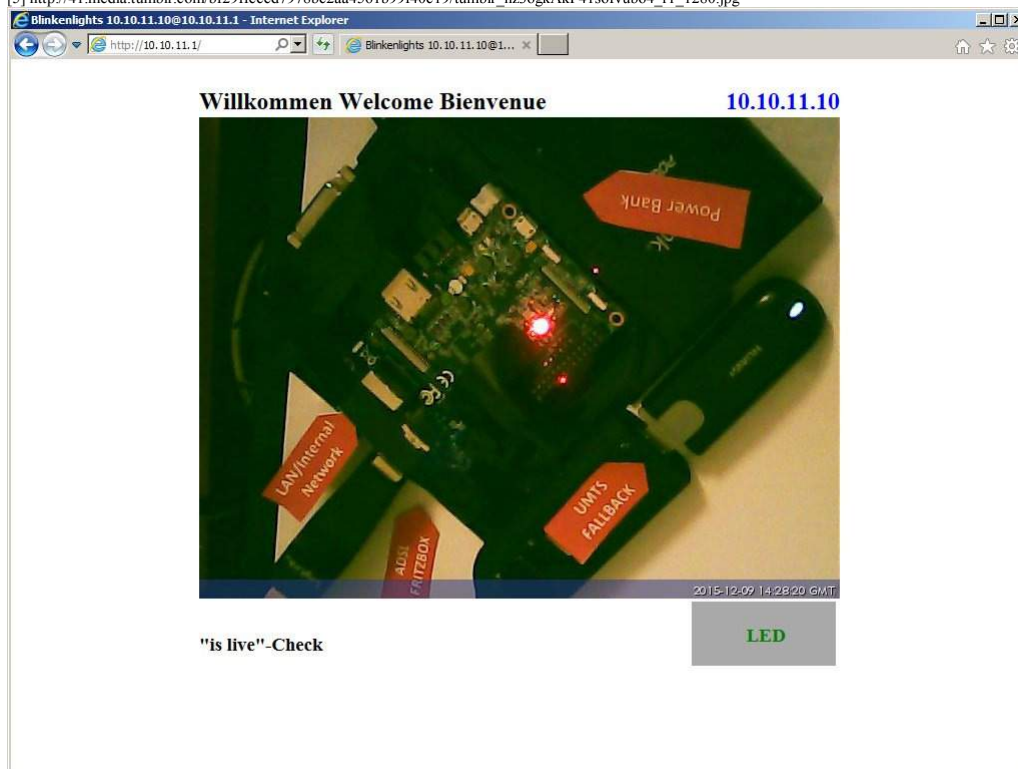 Blinkenlights 10.10.11.10@10.10.11.1 - Internet Explorer
http://10.10.11.1/
Blinkenlights 10.10.11.10@1...
Willkommen Welcome Bienvenue
10.10.11.10
Power Bank
HUAWEI
LAN/Internal
Network
UMTS
FALLBACK
ADSL
FRITZBOX
2015-12-09 14:28:20 GMT
"is live"-Check
LED